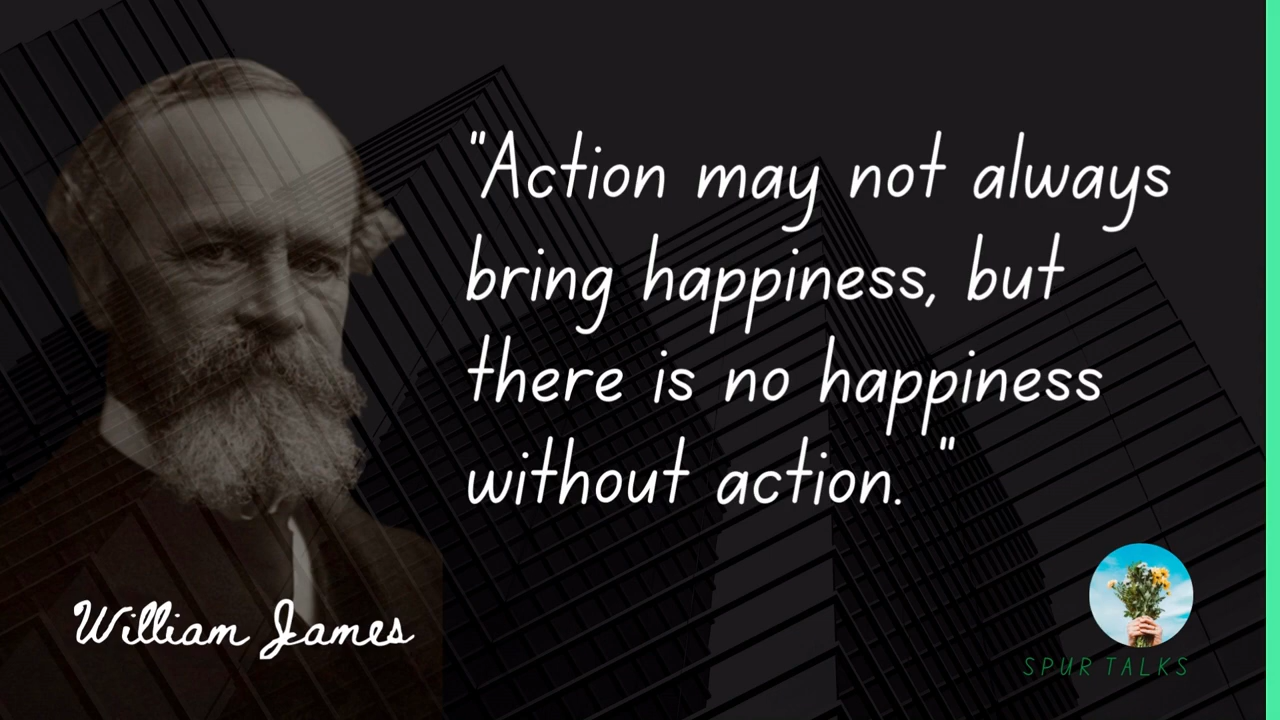 "Action may not always
bring happiness, but
there is no happiness
without action. "
William James
SPUR TALKS